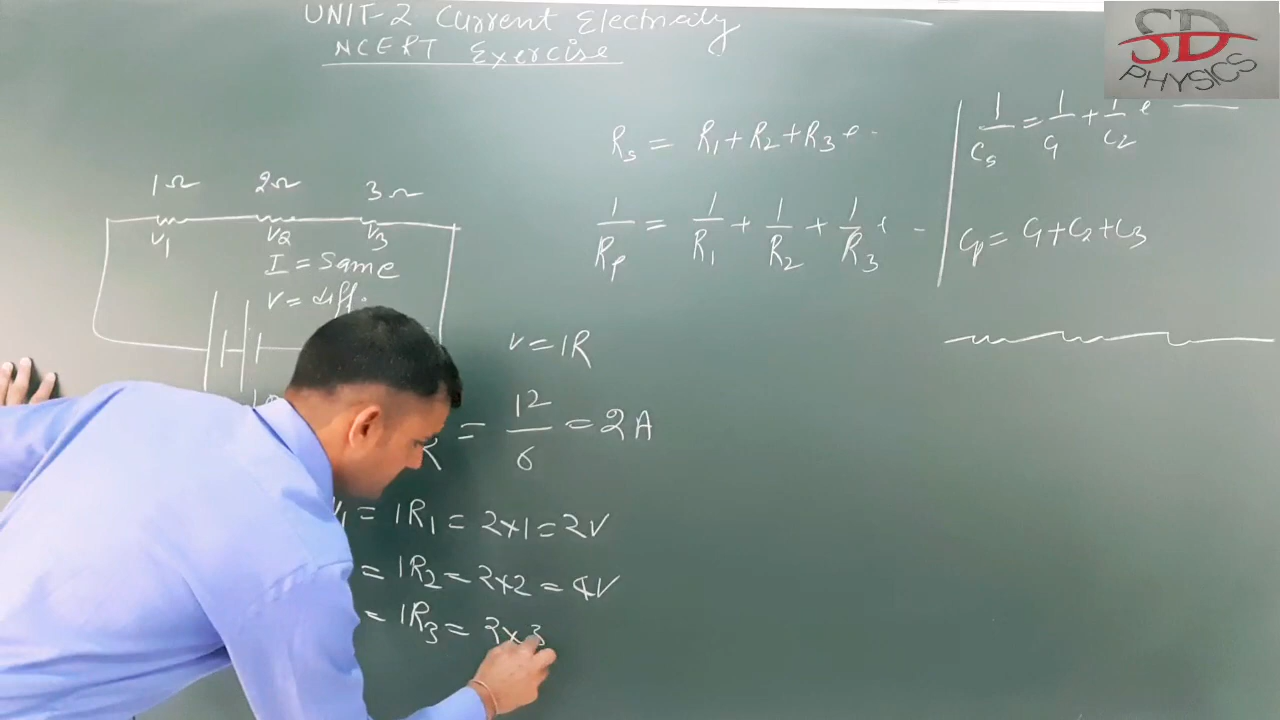 UNIT-2 Current Electricity
NCERT Exercise
SD
PHYSICS
1Ω 2Ω 3Ω
V1 V2 V3
I = Same
V = diff
Rs = R1 + R2 + R3 + -
1/Rp = 1/R1 + 1/R2 + 1/R3 + -
1/Cs = 1/C1 + 1/C2 +
Cp = C1 + C2 + C3
V = IR
= 12/6 = 2A
= IR1 = 2×1 = 2V
= IR2 = 2×2 = 4V
= IR3 = 2×3